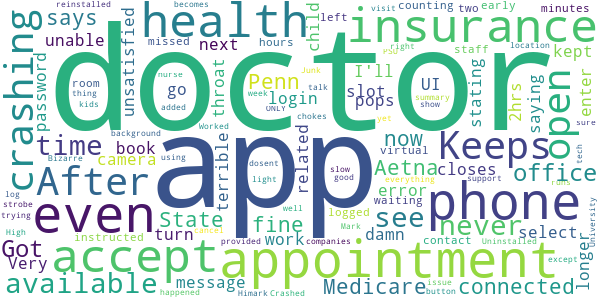 becomes reinstalled
health
insurance
child
counting two early
minutes
says
unable
crashing
password
doctor
unsatisfied
missed next hours
left visit location
PSU right
staff
kept
Penn
I'll
UI
slot
pops
login
go
room
thing
kids
nurse
added
throat
week
ONLY
Junk
talk
chokes
summary
show
yet
stating
2hrs
saying
open
enter
sure
time book
now
virtual
Keeps
tech
background
Worked
terrible
related
app
dosent
light
slow
good
using
Bizarre
camera
Aetna
closes
office
After
see
error
everything
log
strobe
trying
even
State
fine
logged
waiting
phone
support
runs
select
longer
University
High
Got
Very
turn
cancel
work
damn
never
instructed
accept
appointment
well
contact
Uninstalled
except
available
message
provided companies
Mark
Medicare
issue
button
connected
happened
Himark Crashed